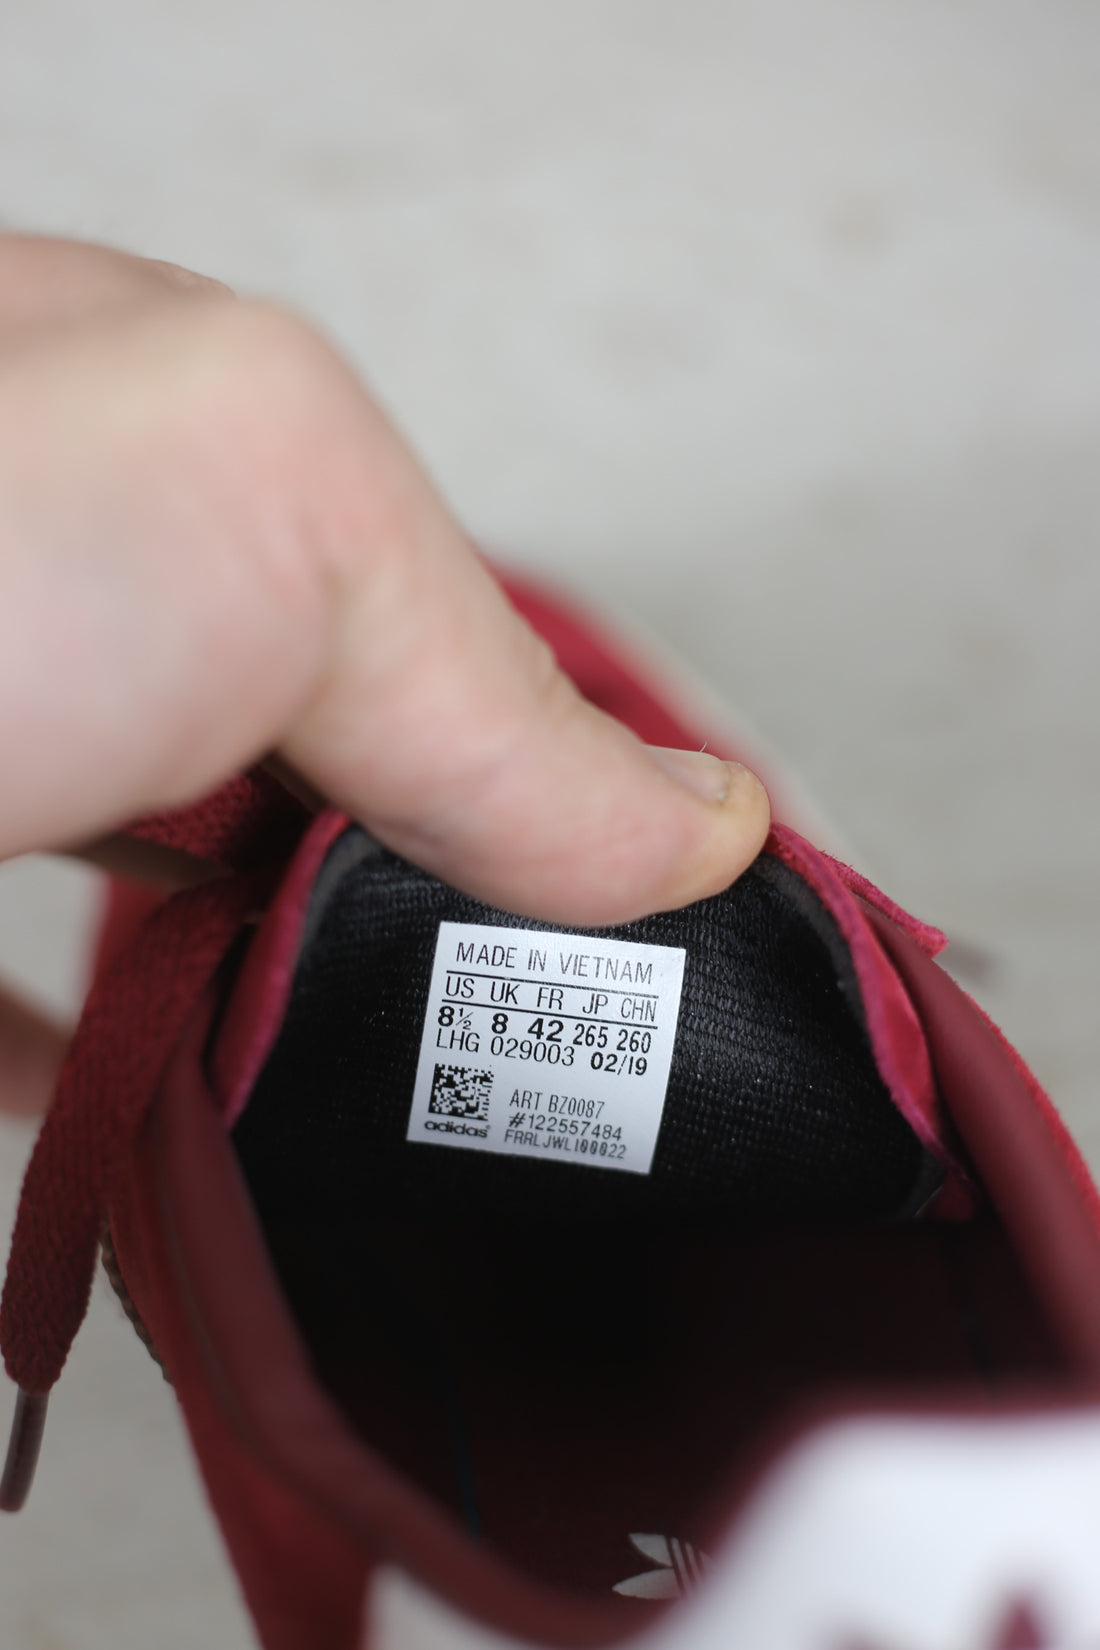 MADE IN VIETNAM
US UK FR JP CHN
8½ 8 42 265 260
LHG 029003 02/19
ART BZ0087
#122557484
FRRLJWL100022
adidas